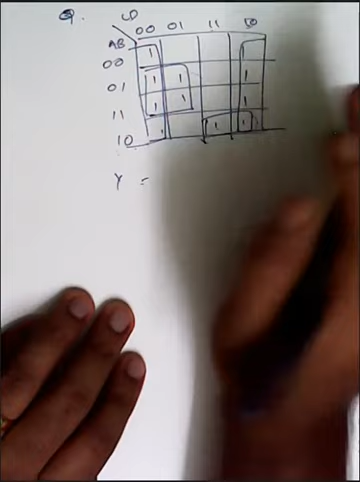 Q. CD
00 01 11 10
AB
00 1 1
01 1 1 1
11 1 1 1
10 1 1 1
Y =